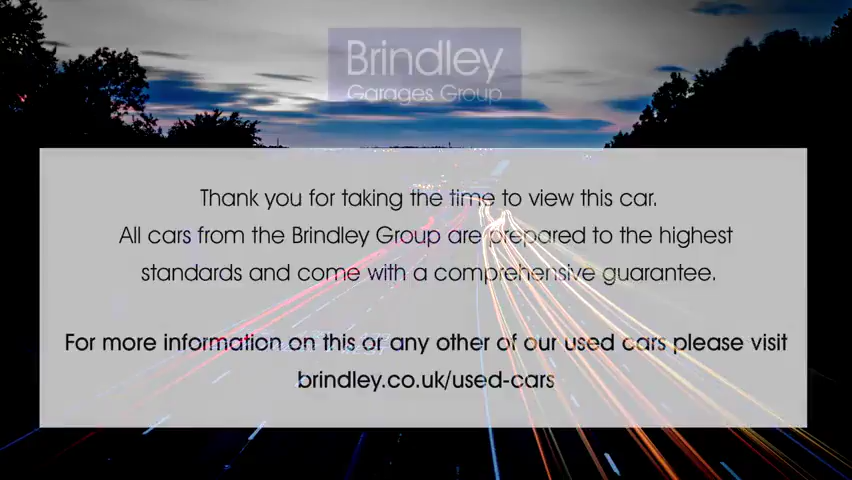 Brindley
Garages Group
Thank you for taking the time to view this car.
All cars from the Brindley Group are prepared to the highest
standards and come with a comprehensive guarantee.
For more information on this or any other of our used cars please visit
brindley.co.uk/used-cars